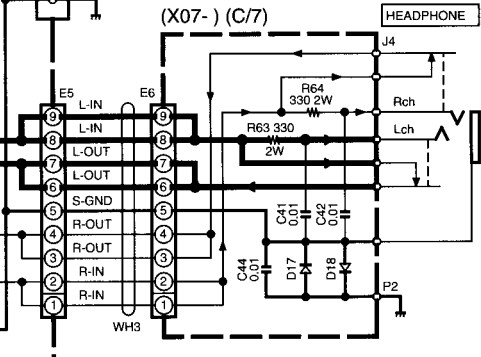 (X07- ) (C/7)
HEADPHONE
J4
E5
E6
R64
330 2W
L-IN
Rch
9
9
L-IN
R63 330
Lch
8
8
2W
L-OUT
7
7
L-OUT
6
6
S-GND
C41
0.01
C42
0.01
5
5
R-OUT
4
4
R-OUT
3
3
C44
0.01
D17
D18
R-IN
2
2
P2
R-IN
1
1
WH3